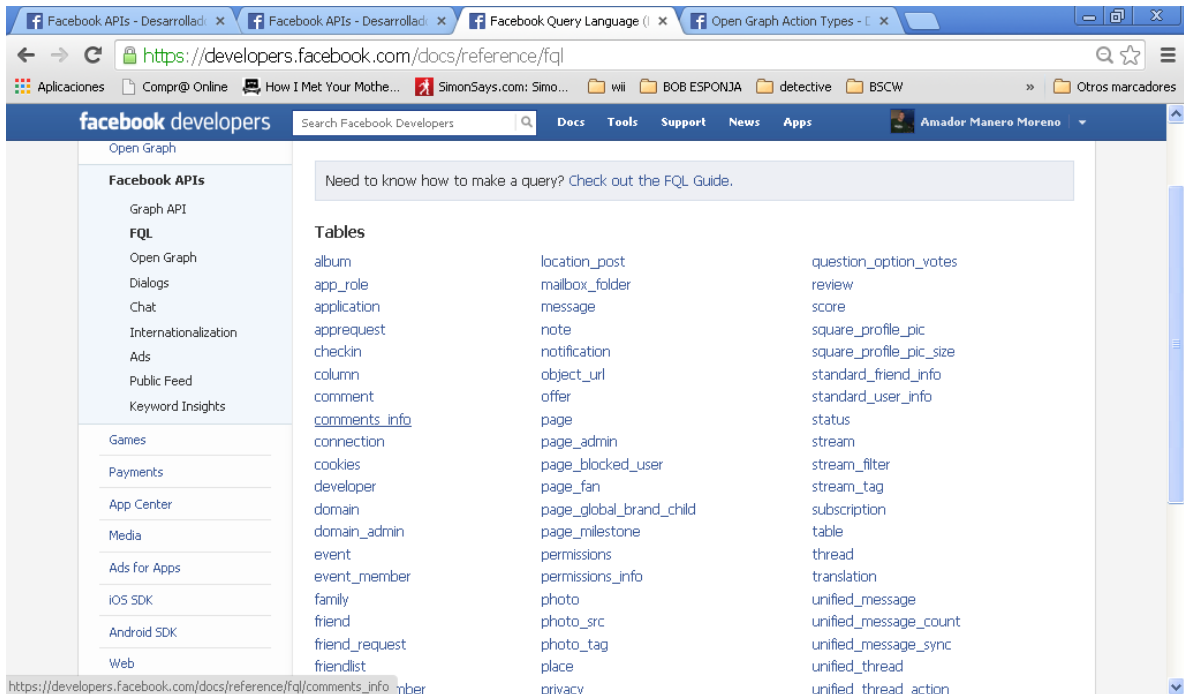 Facebook APIs - Desarrollad
Facebook APIs - Desarrollad
Facebook Query Language (
Open Graph Action Types - D
https://developers.facebook.com/docs/reference/fql
Aplicaciones
Compr@ Online
How I Met Your Mothe...
SimonSays.com: Simo...
wii
BOB ESPONJA
detective
BSCW
»
Otros marcadores
facebook developers
Search Facebook Developers
Docs
Tools
Support
News
Apps
Amador Manero Moreno
Open Graph
Facebook APIs
Graph API
FQL
Open Graph
Dialogs
Chat
Internationalization
Ads
Public Feed
Keyword Insights
Games
Payments
App Center
Media
Ads for Apps
iOS SDK
Android SDK
Web
Need to know how to make a query? Check out the FQL Guide.
Tables
album
app_role
application
apprequest
checkin
column
comment
comments_info
connection
cookies
developer
domain
domain_admin
event
event_member
family
friend
friend_request
friendlist
location_post
mailbox_folder
message
note
notification
object_url
offer
page
page_admin
page_blocked_user
page_fan
page_global_brand_child
page_milestone
permissions
permissions_info
photo
photo_src
photo_tag
place
privacy
question_option_votes
review
score
square_profile_pic
square_profile_pic_size
standard_friend_info
standard_user_info
status
stream
stream_filter
stream_tag
subscription
table
thread
translation
unified_message
unified_message_count
unified_message_sync
unified_thread
unified_thread_action
https://developers.facebook.com/docs/reference/fql/comments_info